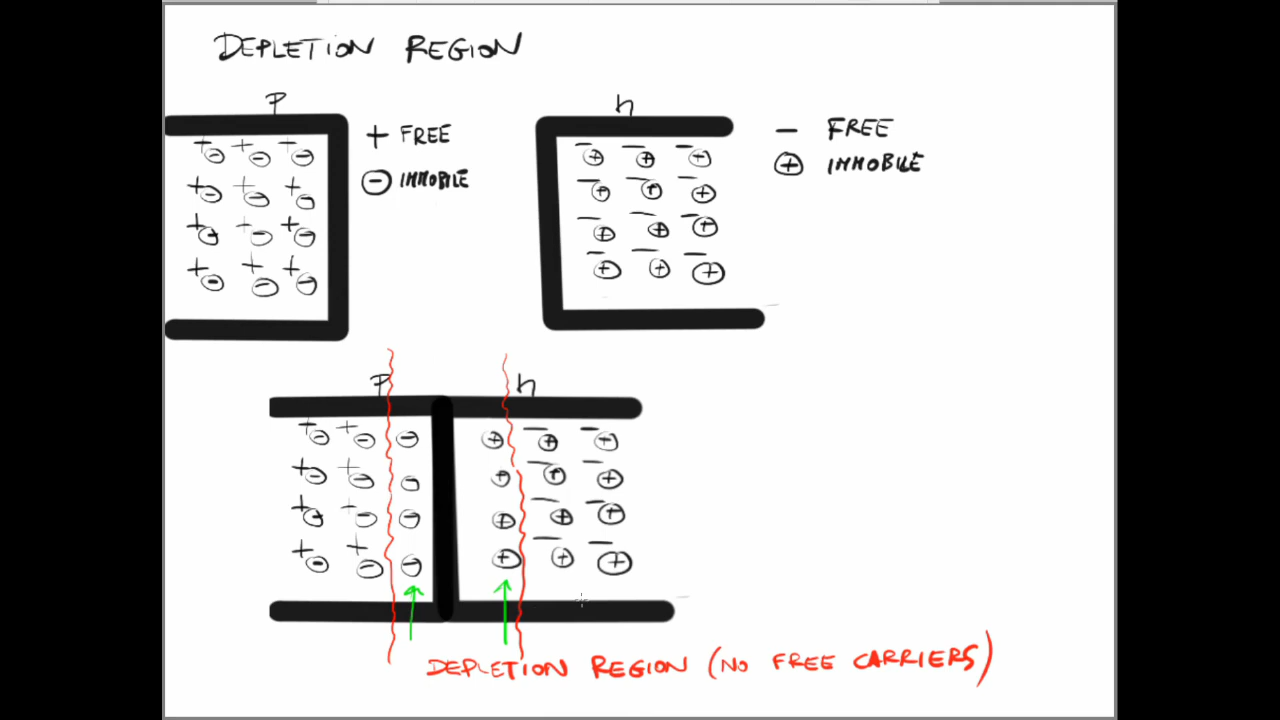 DEPLETION REGION
P
+ FREE
⊖ IMMOBILE
n
− FREE
⊕ IMMOBILE
P
n
DEPLETION REGION (NO FREE CARRIERS)